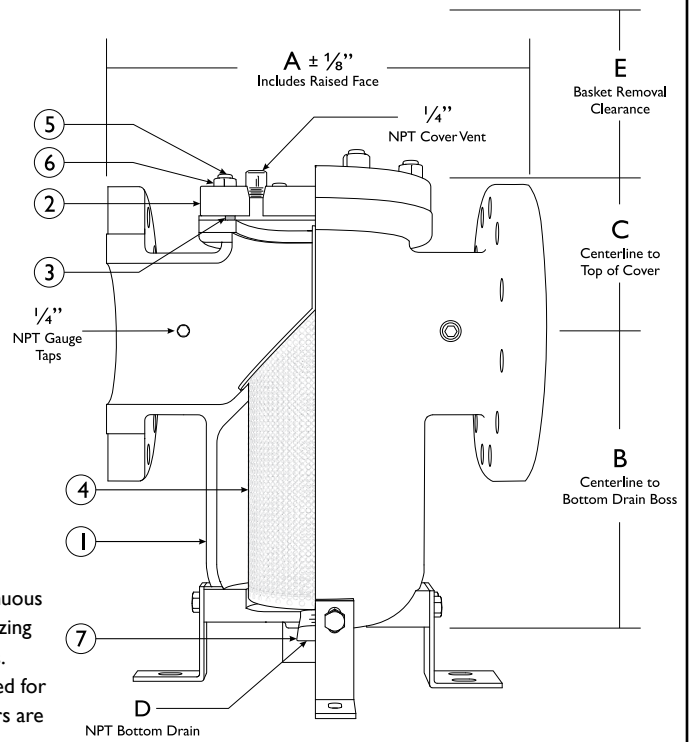 A ± ⅛”
Includes Raised Face
E
Basket Removal
Clearance
¼”
NPT Cover Vent
5
6
2
3
C
Centerline to
Top of Cover
¼”
NPT Gauge
Taps
B
Centerline to
Bottom Drain Boss
4
1
7
D
NPT Bottom Drain
nuous
zing
.
ed for
rs are